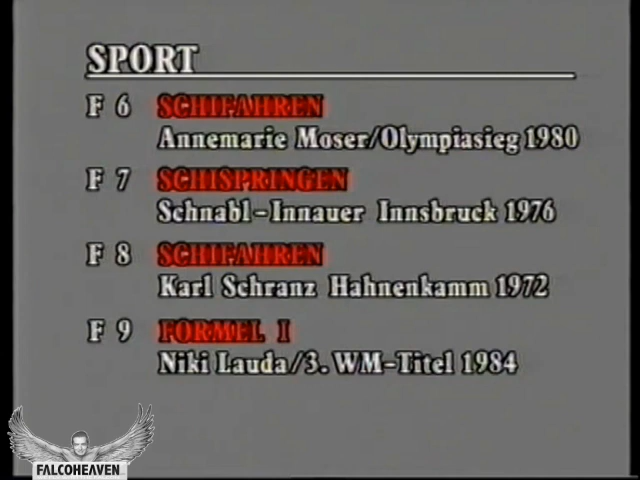 SPORT
F 6 SCHIFAHREN
Annemarie Moser/Olympiasieg 1980
F 7 SCHISPRINGEN
Schnabl-Innauer Innsbruck 1976
F 8 SCHIFAHREN
Karl Schranz Hahnenkamm 1972
F 9 FORMEL I
Niki Lauda/3. WM-Titel 1984
FALCOHEAVEN